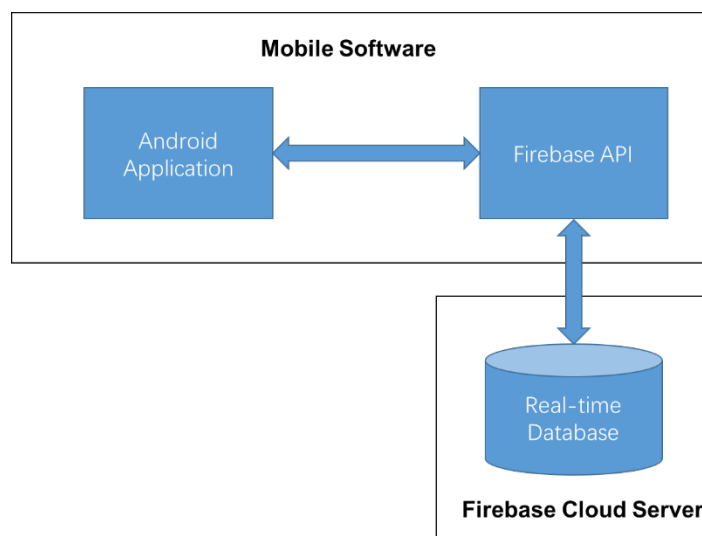 Mobile Software
Android
Application
Firebase API
Real-time
Database
Firebase Cloud Server